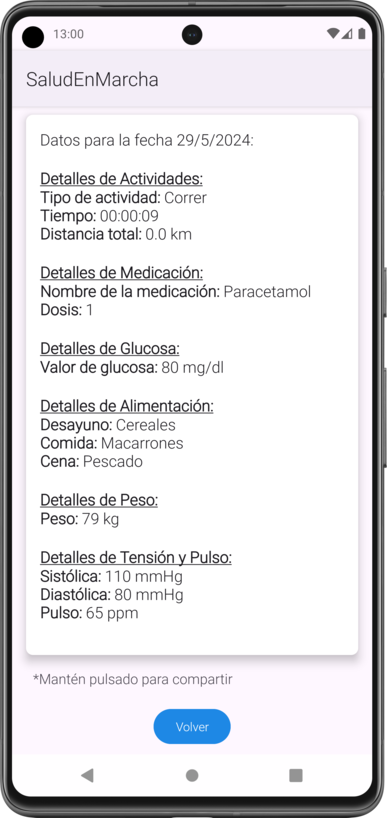 13:00
SaludEnMarcha
Datos para la fecha 29/5/2024:
Detalles de Actividades:
Tipo de actividad: Correr
Tiempo: 00:00:09
Distancia total: 0.0 km
Detalles de Medicación:
Nombre de la medicación: Paracetamol
Dosis: 1
Detalles de Glucosa:
Valor de glucosa: 80 mg/dl
Detalles de Alimentación:
Desayuno: Cereales
Comida: Macarrones
Cena: Pescado
Detalles de Peso:
Peso: 79 kg
Detalles de Tensión y Pulso:
Sistólica: 110 mmHg
Diastólica: 80 mmHg
Pulso: 65 ppm
*Mantén pulsado para compartir
Volver